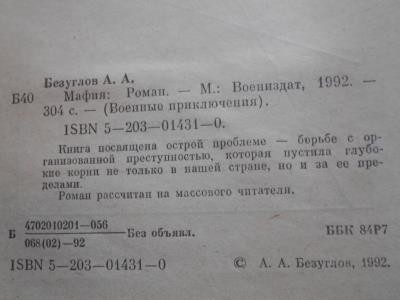 Безуглов А. А.
Б40 Мафия: Роман. — М.: Воениздат, 1992. —
304 с. — (Военные приключения).
ISBN 5—203—01431—0.
Книга посвящена острой проблеме — борьбе с ор-
ганизованной преступностью, которая пустила глубо-
кие корни не только в нашей стране, но и за ее пре-
делами.
Роман рассчитан на массового читателя.
Б 4702010201—056
068(02)—92 Без объявл. ББК 84Р7
ISBN 5—203—01431—0 © А. А. Безуглов, 1992.